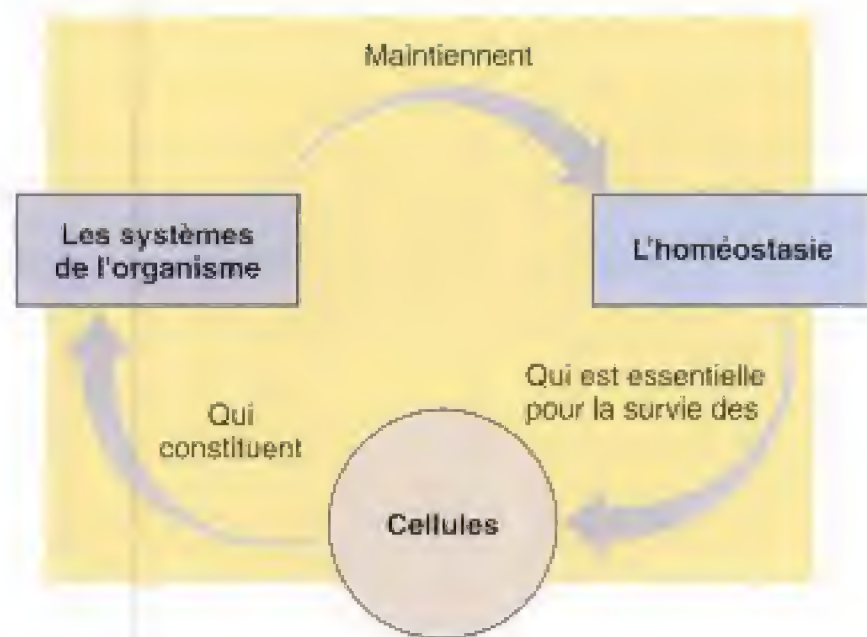 Maintiennent
Les systèmes
de l'organisme
L'homéostasie
Qui est essentielle
pour la survie des
Qui
constituent
Cellules